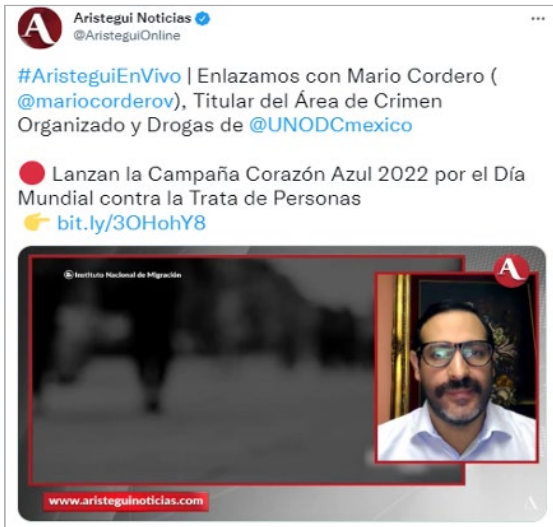 Aristegui Noticias
@AristeguiOnline
#AristeguiEnVivo | Enlazamos con Mario Cordero (
@mariocorderov), Titular del Área de Crimen
Organizado y Drogas de @UNODCmexico
Lanzan la Campaña Corazón Azul 2022 por el Día
Mundial contra la Trata de Personas
bit.ly/3OHohY8
Instituto Nacional de Migración
A
www.aristeguinoticias.com